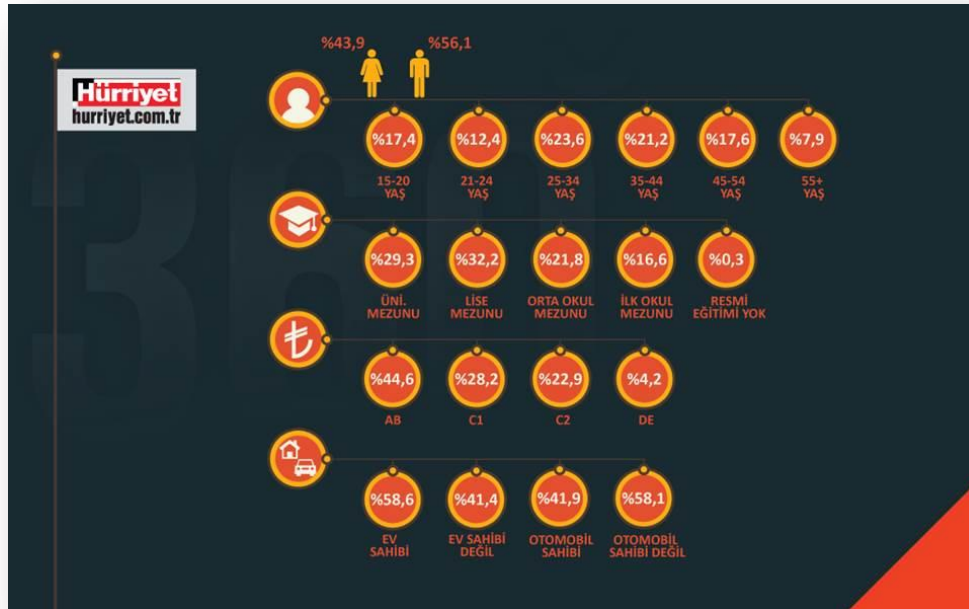 %43,9 %56,1
Hürriyet
hurriyet.com.tr
360
%17,4 %12,4 %23,6 %21,2 %17,6 %7,9
15-20 21-24 25-34 35-44 45-54 55+
YAŞ YAŞ YAŞ YAŞ YAŞ YAŞ
%29,3 %32,2 %21,8 %16,6 %0,3
ÜNİ. LİSE ORTA OKUL İLK OKUL RESMİ
MEZUNU MEZUNU MEZUNU MEZUNU EĞİTİMİ YOK
₺
%44,6 %28,2 %22,9 %4,2
AB C1 C2 DE
%58,6 %41,4 %41,9 %58,1
EV EV SAHİBİ OTOMOBİL OTOMOBİL
SAHİBİ DEĞİL SAHİBİ SAHİBİ DEĞİL